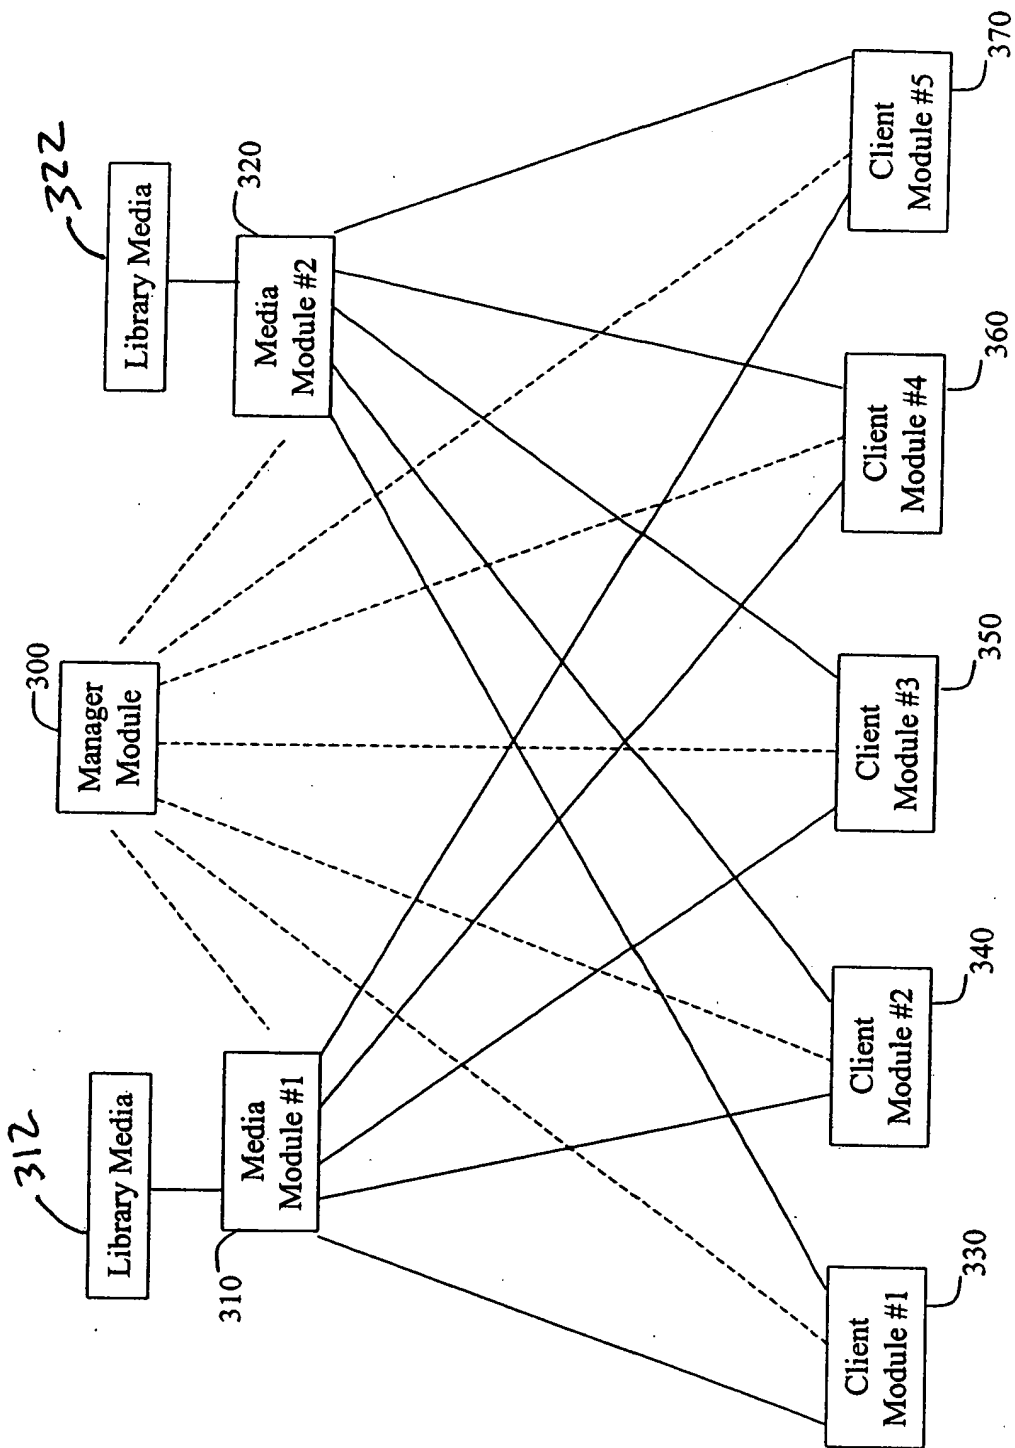 312
Library Media
310
Media
Module #1
300
Manager
Module
322
Library Media
320
Media
Module #2
Client
Module #1
330
Client
Module #2
340
Client
Module #3
350
Client
Module #4
360
Client
Module #5
370